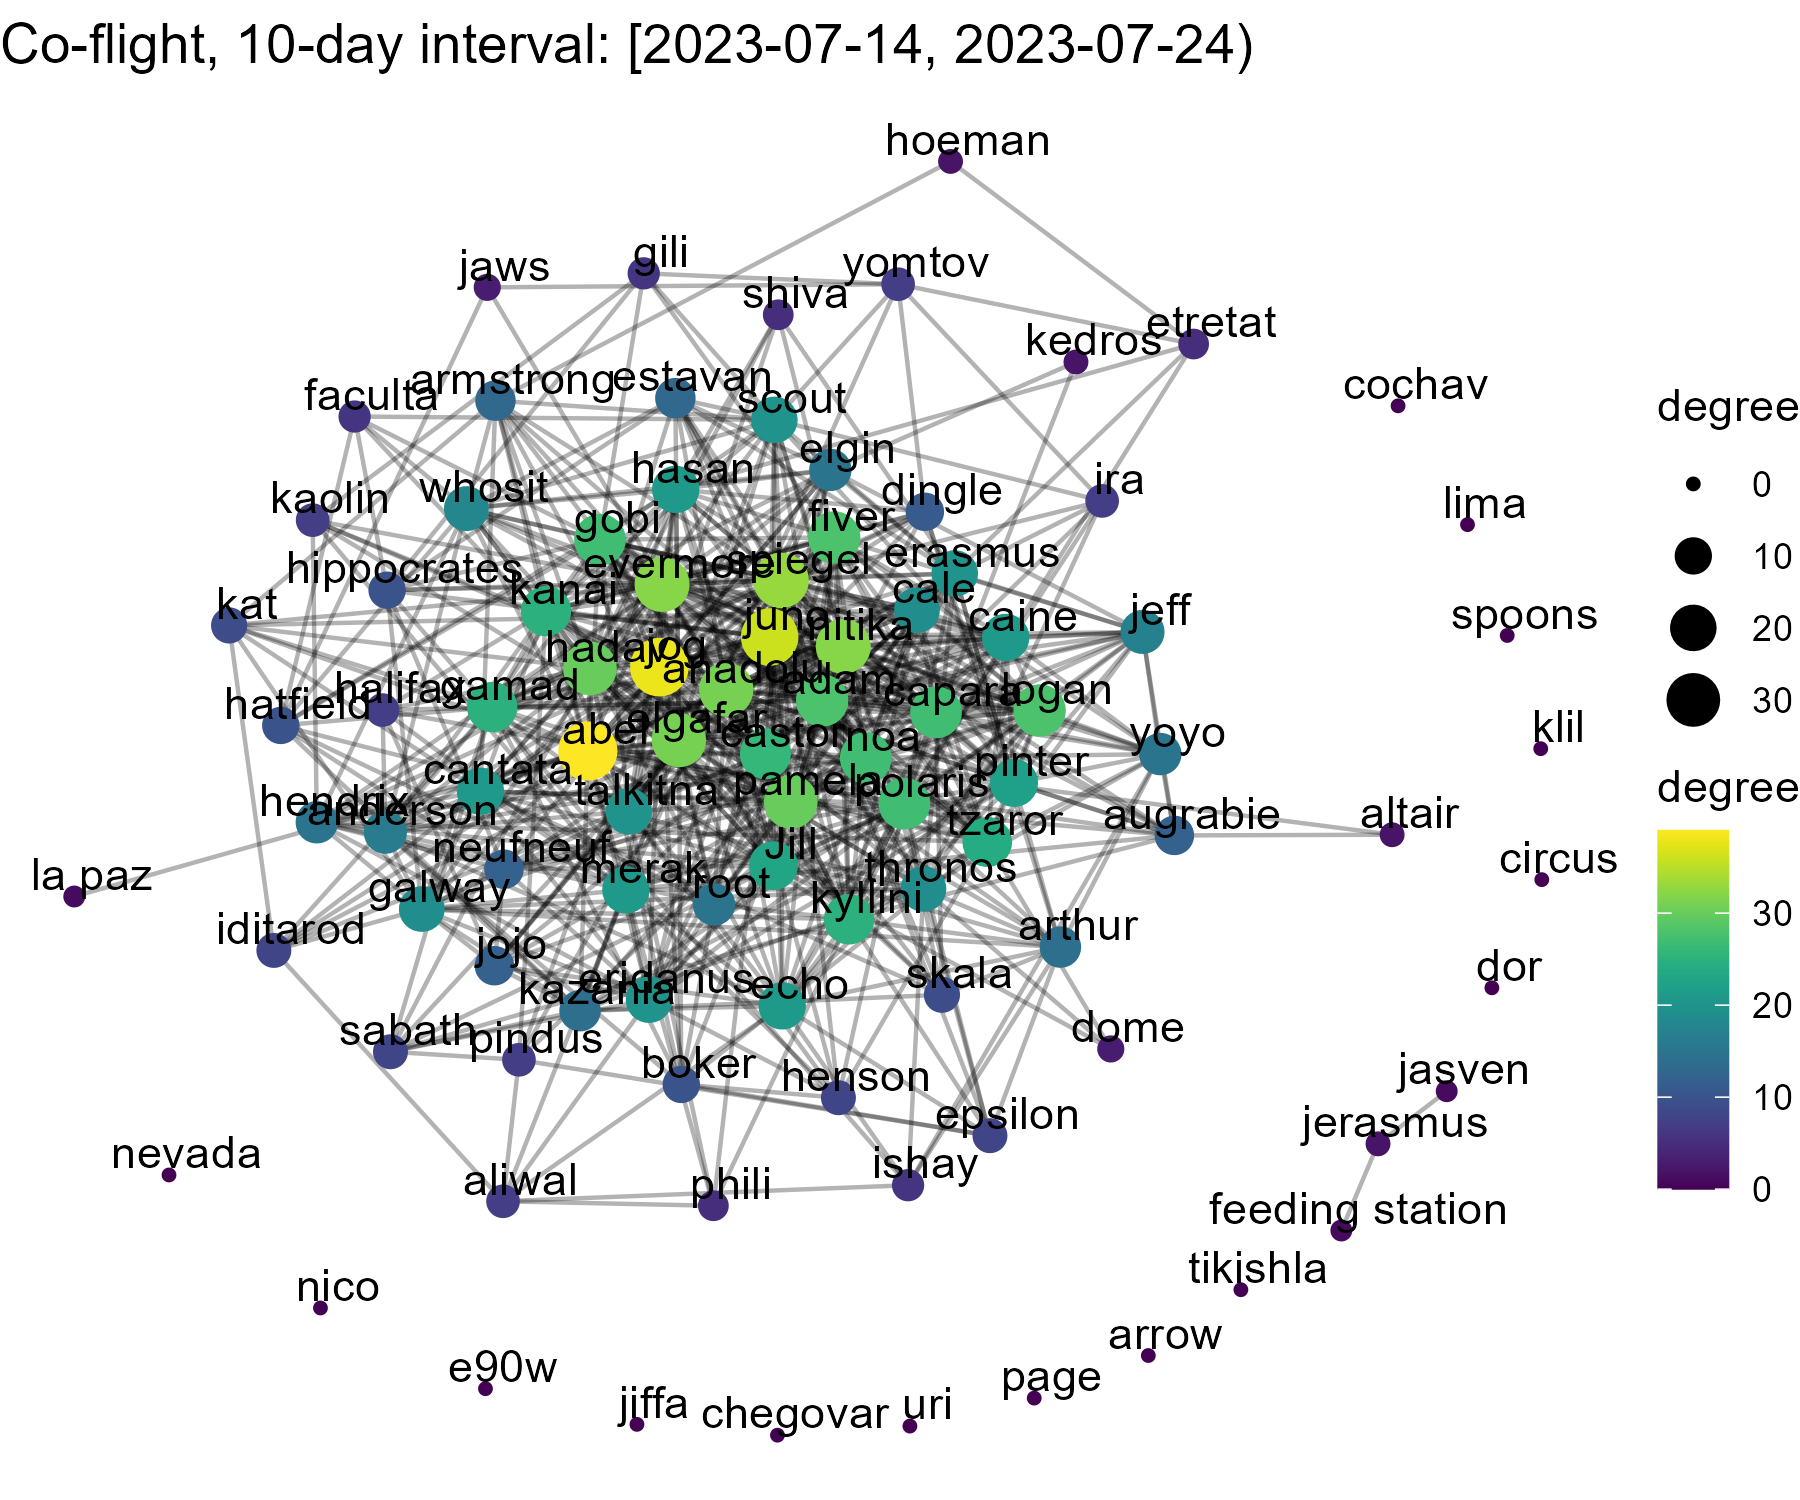 Co-flight, 10-day interval: [2023-07-14, 2023-07-24)
hoeman
jaws
gili
yomtov
shiva
kedros
etretat
faculta
armstrong
estavan
scout
cochav
kaolin
whosit
hasan
elgin
dingle
ira
lima
gobi
fiver
hippocrates
evermore
spiegel
erasmus
kat
kanai
juno
nitika
cale
caine
jeff
spoons
hadav
jog
anadolu
adam
capara
logan
hatfield
halifax
gamad
abel
elgafar
castor
noa
yoyo
klil
cantata
talkitna
pamela
polaris
pinter
hendrix
anderson
tzaror
augrabie
altair
la paz
neufneuf
merak
Jill
root
thronos
circus
galway
kyllini
iditarod
jojo
arthur
kazania
eridanus
echo
skala
dor
sabath
pindus
boker
henson
dome
jasven
epsilon
jerasmus
nevada
aliwal
phili
ishay
feeding station
tikishla
nico
arrow
e90w
jiffa
chegovar
uri
page
degree
0
10
20
30
degree
30
20
10
0